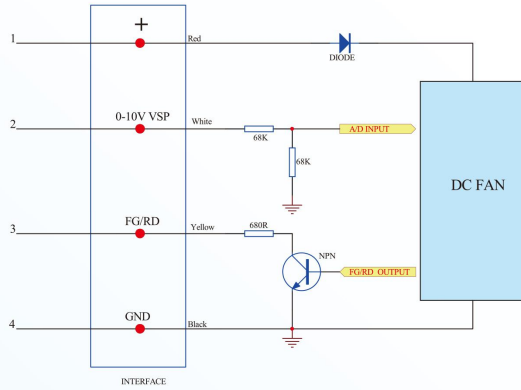 1
+
Red
DIODE
2
0-10V VSP
White
68K
A/D INPUT
68K
DC FAN
3
FG/RD
Yellow
680R
NPN
FG/RD OUTPUT
4
GND
Black
INTERFACE